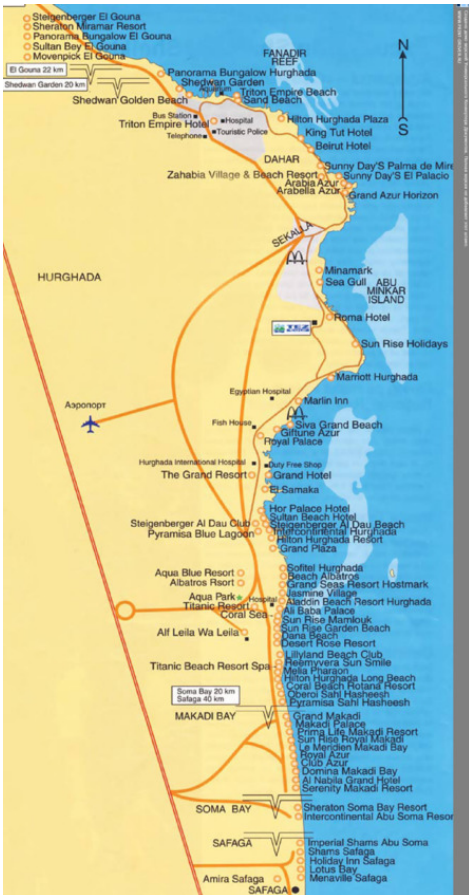 Steigenberger El Gouna
Sheraton Miramar Resort
Panorama Bungalow El Gouna
Sultan Bey El Gouna
Movenpick El Gouna
El Gouna 22 km
Shedwan Garden 20 km
FANADIR
REEF
N
S
Panorama Bungalow Hurghada
Shedwan Garden
Aquarium
Triton Empire Beach
Shedwan Golden Beach
Sand Beach
Bus Station
Triton Empire Hotel
Hospital
Touristic Police
Telephone
Hilton Hurghada Plaza
King Tut Hotel
Beirut Hotel
DAHAR
Sunny Day'S Palma de Mire
Zahabia Village & Beach Resort
Sunny Day'S El Palacio
Arabia Azur
Arabella Azur
Grand Azur Horizon
SEKALLA
HURGHADA
Minamark
Sea Gull
ABU
MINKAR
ISLAND
Roma Hotel
Sun Rise Holidays
Marriott Hurghada
Egyptian Hospital
Marlin Inn
Аэропорт
Fish House
Siva Grand Beach
Giftune Azur
Royal Palace
Hurghada International Hospital
Duty Free Shop
The Grand Resort
Grand Hotel
El Samaka
Hor Palace Hotel
Sultan Beach Hotel
Steigenberger Al Dau Club
Steigenberger Al Dau Beach
Pyramisa Blue Lagoon
Intercontinental Hurghada
Hilton Hurghada Resort
Grand Plaza
Sofitel Hurghada
Aqua Blue Resort
Beach Albatros
Albatros Rsort
Grand Seas Resort Hostmark
Jasmine Village
Aqua Park
Hospital
Aladdin Beach Resort Hurghada
Titanic Resort
Ali Baba Palace
Coral Sea
Sun Rise Mamlouk
Sun Rise Garden Beach
Alf Leila Wa Leila
Dana Beach
Desert Rose Resort
Lillyland Beach Club
Titanic Beach Resort Spa
Reemyvera Sun Smile
Melia Pharaon
Hilton Hurghada Long Beach
Coral Beach Rotana Resort
Oberoi Sahl Hasheesh
Pyramisa Sahl Hasheesh
Soma Bay 20 km
Safaga 40 km
MAKADI BAY
Grand Makadi
Makadi Palace
Prima Life Makadi Resort
Sun Rise Royal Makadi
Le Meridien Makadi Bay
Royal Azur
Club Azur
Domina Makadi Bay
Al Nabila Grand Hotel
Serenity Makadi Resort
SOMA BAY
Sheraton Soma Bay Resort
Intercontinental Abu Soma Resor
SAFAGA
Imperial Shams Abu Soma
Shams Safaga
Holiday Inn Safaga
Lotus Bay
Amira Safaga
Menaville Safaga
SAFAGA